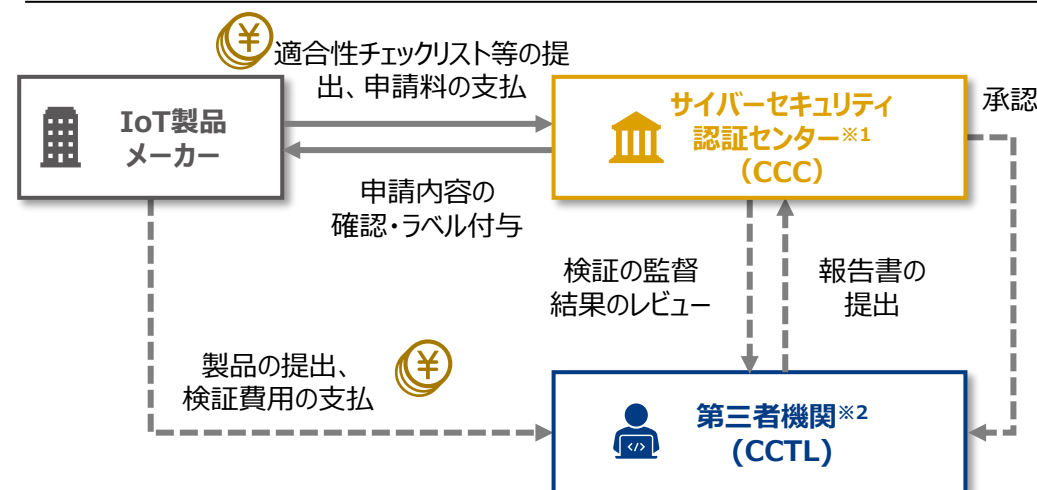 適合性チェックリスト等の提
出、申請料の支払
IoT製品
メーカー
サイバーセキュリティ
認証センター※1
（CCC）
承認
申請内容の
確認・ラベル付与
検証の監督
結果のレビュー
報告書の
提出
製品の提出、
検証費用の支払
第三者機関※2
(CCTL)